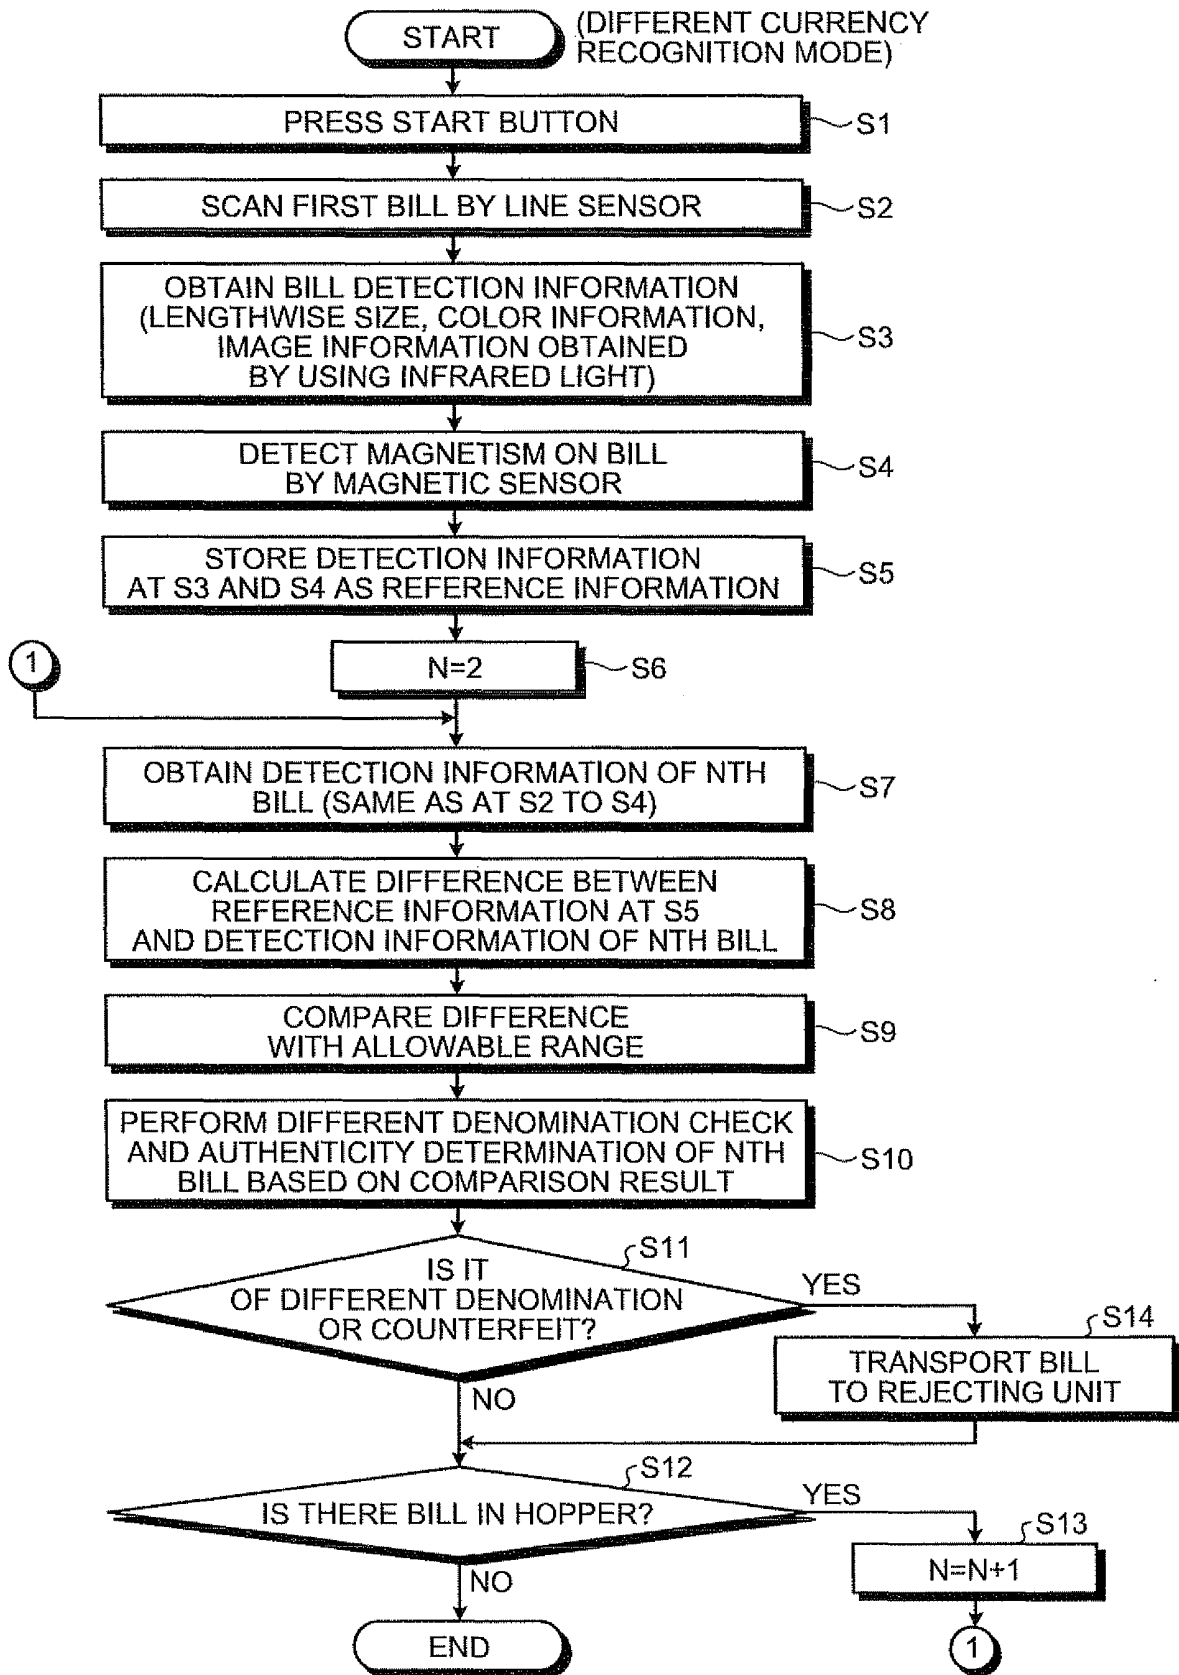 START
(DIFFERENT CURRENCY
RECOGNITION MODE)
PRESS START BUTTON
S1
SCAN FIRST BILL BY LINE SENSOR
S2
OBTAIN BILL DETECTION INFORMATION
(LENGTHWISE SIZE, COLOR INFORMATION,
IMAGE INFORMATION OBTAINED
BY USING INFRARED LIGHT)
S3
DETECT MAGNETISM ON BILL
BY MAGNETIC SENSOR
S4
STORE DETECTION INFORMATION
AT S3 AND S4 AS REFERENCE INFORMATION
S5
1
N=2
S6
OBTAIN DETECTION INFORMATION OF NTH
BILL (SAME AS AT S2 TO S4)
S7
CALCULATE DIFFERENCE BETWEEN
REFERENCE INFORMATION AT S5
AND DETECTION INFORMATION OF NTH BILL
S8
COMPARE DIFFERENCE
WITH ALLOWABLE RANGE
S9
PERFORM DIFFERENT DENOMINATION CHECK
AND AUTHENTICITY DETERMINATION OF NTH
BILL BASED ON COMPARISON RESULT
S10
S11
IS IT
OF DIFFERENT DENOMINATION
OR COUNTERFEIT?
YES
S14
TRANSPORT BILL
TO REJECTING UNIT
NO
S12
IS THERE BILL IN HOPPER?
YES
S13
N=N+1
NO
END
1